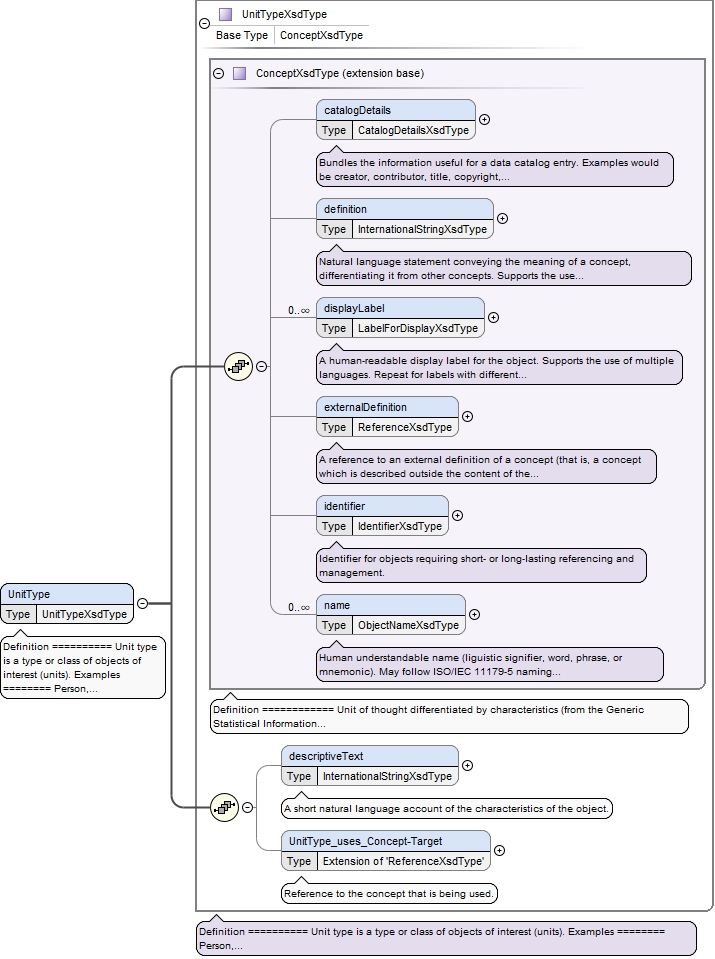 UnitTypeXsdType
Base Type ConceptXsdType
ConceptXsdType (extension base)
catalogDetails
Type CatalogDetailsXsdType
Bundles the information useful for a data catalog entry. Examples would
be creator, contributor, title, copyright,...
definition
Type InternationalStringXsdType
Natural language statement conveying the meaning of a concept,
differentiating it from other concepts. Supports the use...
0..∞
displayLabel
Type LabelForDisplayXsdType
A human-readable display label for the object. Supports the use of multiple
languages. Repeat for labels with different...
externalDefinition
Type ReferenceXsdType
A reference to an external definition of a concept (that is, a concept
which is described outside the content of the...
identifier
Type IdentifierXsdType
Identifier for objects requiring short- or long-lasting referencing and
management.
0..∞
name
Type ObjectNameXsdType
Human understandable name (liguistic signifier, word, phrase, or
mnemonic). May follow ISO/IEC 11179-5 naming...
UnitType
Type UnitTypeXsdType
Definition ========== Unit type
is a type or class of objects of
interest (units). Examples
======== Person,...
Definition ============ Unit of thought differentiated by characteristics (from the Generic
Statistical Information...
descriptiveText
Type InternationalStringXsdType
A short natural language account of the characteristics of the object.
UnitType_uses_Concept-Target
Type Extension of 'ReferenceXsdType'
Reference to the concept that is being used.
Definition ========== Unit type is a type or class of objects of interest (units). Examples ========
Person,...